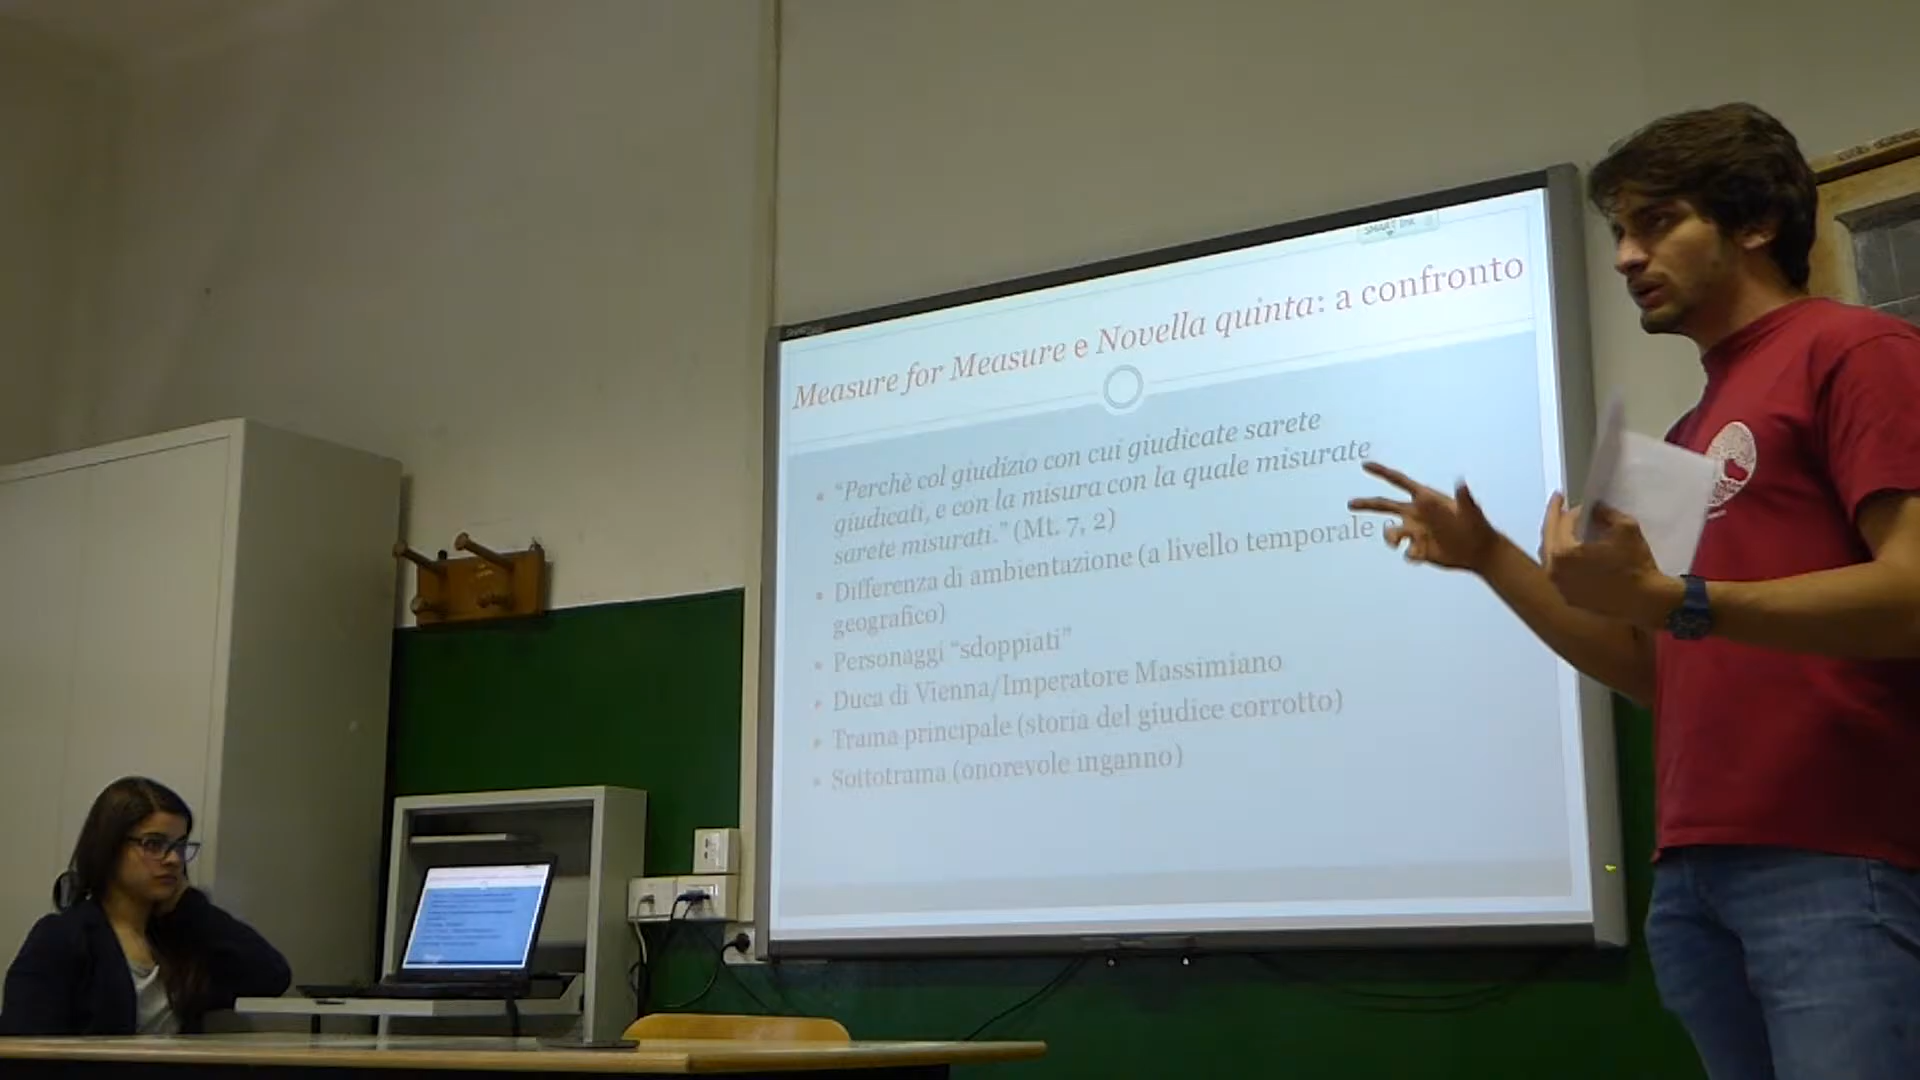 SMART Ink
Measure for Measure e Novella quinta: a confronto
• “Perchè col giudizio con cui giudicate sarete
giudicati, e con la misura con la quale misurate
sarete misurati.” (Mt. 7, 2)
• Differenza di ambientazione (a livello temporale e
geografico)
• Personaggi “sdoppiati”
• Duca di Vienna/Imperatore Massimiano
• Trama principale (storia del giudice corrotto)
• Sottotrama (onorevole inganno)